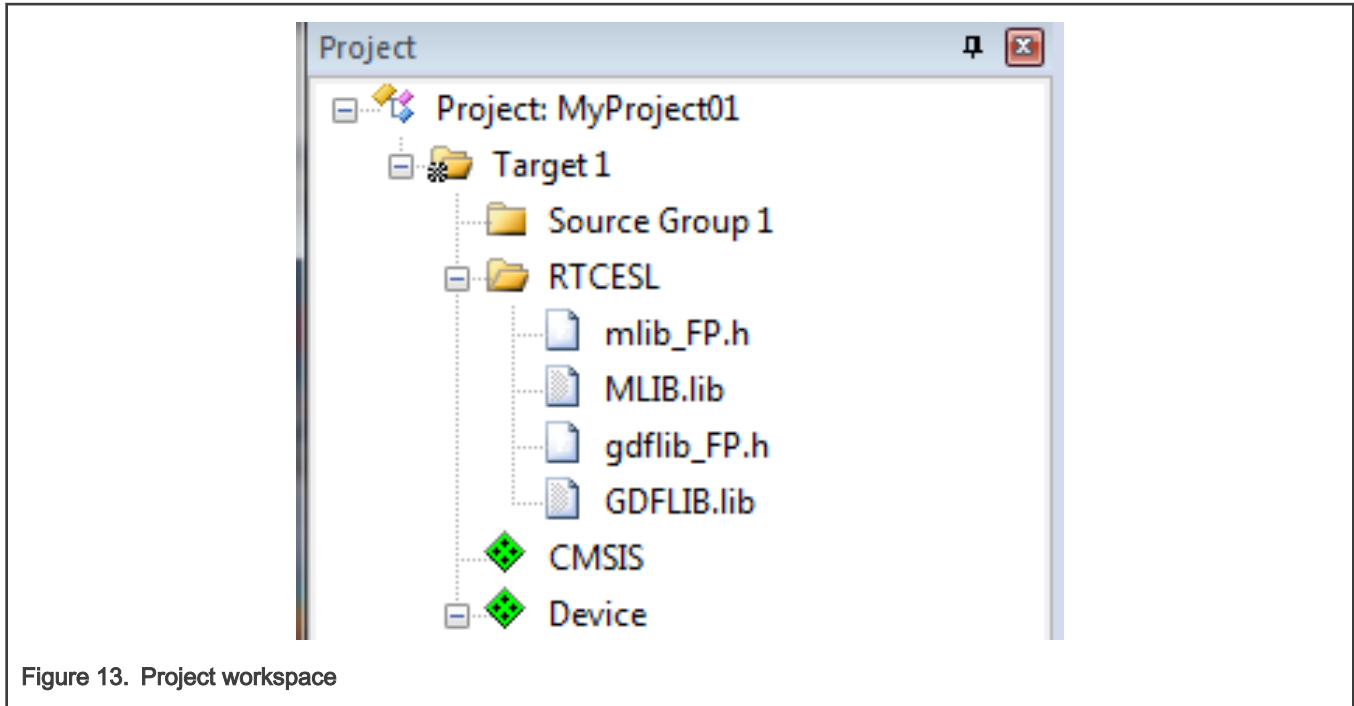 Project
Project: MyProject01
Target 1
Source Group 1
RTCESL
mlib_FP.h
MLIB.lib
gdflib_FP.h
GDFLIB.lib
CMSIS
Device
Figure 13. Project workspace